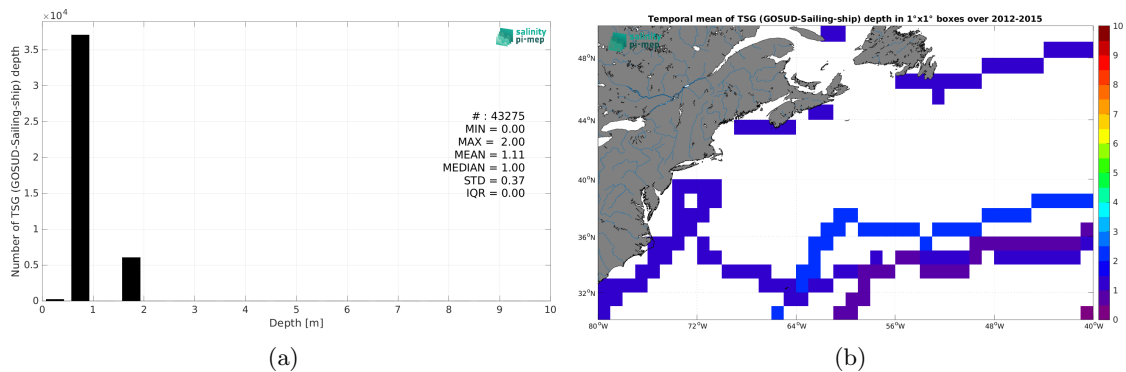 ×10⁴
3.5
3
2.5
2
1.5
1
0.5
0
Number of TSG (GOSUD-Sailing-ship) depth
salinity
pi-mep
# : 43275
MIN = 0.00
MAX = 2.00
MEAN = 1.11
MEDIAN = 1.00
STD = 0.37
IQR = 0.00
0 1 2 3 4 5 6 7 8 9 10
Depth [m]
(a)
Temporal mean of TSG (GOSUD-Sailing-ship) depth in 1°x1° boxes over 2012-2015
salinity
pi-mep
48°N
44°N
40°N
36°N
32°N
80°W 72°W 64°W 56°W 48°W 40°W
10
9
8
7
6
5
4
3
2
1
0
(b)